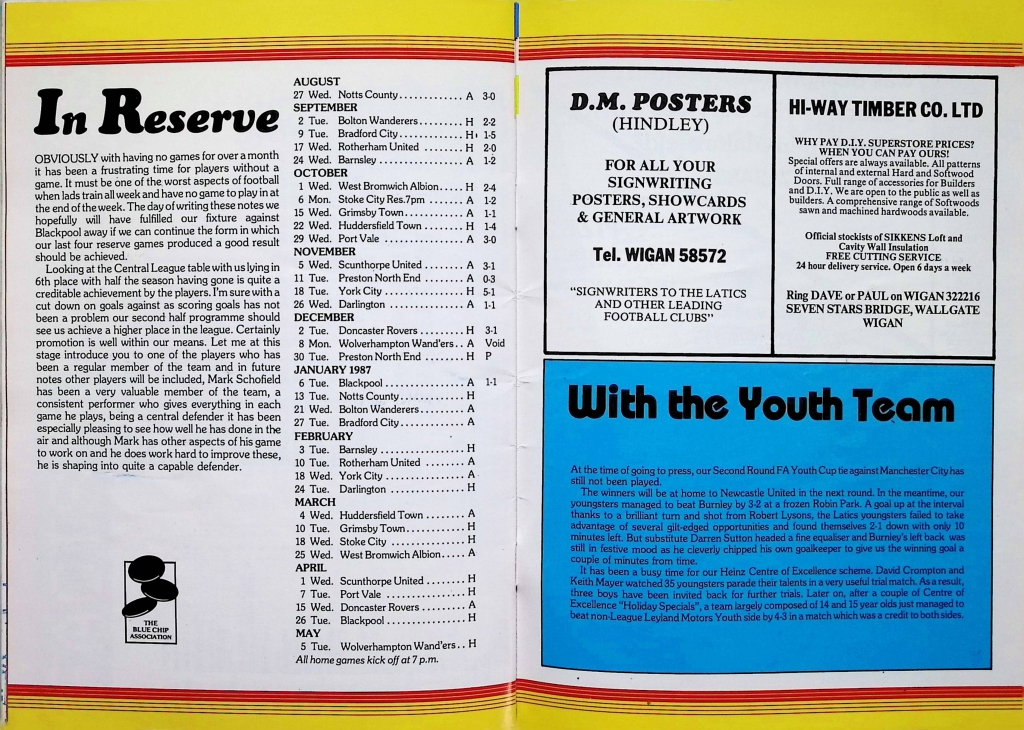 In Reserve
OBVIOUSLY with having no games for over a month
it has been a frustrating time for players without a
game. It must be one of the worst aspects of football
when lads train all week and have no game to play in at
the end of the week. The day of writing these notes we
hopefully will have fulfilled our fixture against
Blackpool away if we can continue the form in which
our last four reserve games produced a good result
should be achieved.
Looking at the Central League table with us lying in
6th place with half the season having gone is quite a
creditable achievement by the players. I'm sure with a
cut down on goals against as scoring goals has not
been a problem our second half programme should
see us achieve a higher place in the league. Certainly
promotion is well within our means. Let me at this
stage introduce you to one of the players who has
been a regular member of the team and in future
notes other players will be included, Mark Schofield
has been a very valuable member of the team, a
consistent performer who gives everything in each
game he plays, being a central defender it has been
especially pleasing to see how well he has done in the
air and although Mark has other aspects of his game
to work on and he does work hard to improve these,
he is shaping into quite a capable defender.
THE
BLUE CHIP
ASSOCIATION
AUGUST
27 Wed. Notts County............ A 3-0
SEPTEMBER
2 Tue. Bolton Wanderers........ H 2-2
9 Tue. Bradford City............ H 1-5
17 Wed. Rotherham United ....... H 2-0
24 Wed. Barnsley ................ A 1-2
OCTOBER
1 Wed. West Bromwich Albion..... H 2-4
6 Mon. Stoke City Res.7pm ...... A 1-2
15 Wed. Grimsby Town........... A 1-1
22 Wed. Huddersfield Town ....... H 1-4
29 Wed. Port Vale ............... A 3-0
NOVEMBER
5 Wed. Scunthorpe United ....... A 3-1
11 Tue. Preston North End ....... A 0-3
18 Tue. York City ............... H 5-1
26 Wed. Darlington .............. A 1-1
DECEMBER
2 Tue. Doncaster Rovers ........ H 3-1
8 Mon. Wolverhampton Wand'ers.. A Void
30 Tue. Preston North End ....... H P
JANUARY 1987
6 Tue. Blackpool ............... A 1-1
13 Tue. Notts County............ H
21 Wed. Bolton Wanderers........ A
27 Tue. Bradford City............ A
FEBRUARY
3 Tue. Barnsley ................ H
10 Tue. Rotherham United ....... A
18 Wed. York City ............... A
24 Tue. Darlington .............. H
MARCH
4 Wed. Huddersfield Town ....... A
10 Tue. Grimsby Town........... H
18 Wed. Stoke City .............. H
25 Wed. West Bromwich Albion..... A
APRIL
1 Wed. Scunthorpe United ....... H
7 Tue. Port Vale ............... H
15 Wed. Doncaster Rovers ........ A
26 Tue. Blackpool ............... H
MAY
5 Tue. Wolverhampton Wand'ers.. H
All home games kick off at 7 p.m.
D.M. POSTERS
(HINDLEY)
FOR ALL YOUR
SIGNWRITING
POSTERS, SHOWCARDS
& GENERAL ARTWORK
Tel. WIGAN 58572
"SIGNWRITERS TO THE LATICS
AND OTHER LEADING
FOOTBALL CLUBS"
HI-WAY TIMBER CO. LTD
WHY PAY D.I.Y. SUPERSTORE PRICES?
WHEN YOU CAN PAY OURS!
Special offers are always available. All patterns
of internal and external Hard and Softwood
Doors. Full range of accessories for Builders
and D.I.Y. We are open to the public as well as
builders. A comprehensive range of Softwoods
sawn and machined hardwoods available.
Official stockists of SIKKENS Loft and
Cavity Wall Insulation
FREE CUTTING SERVICE
24 hour delivery service. Open 6 days a week
Ring DAVE or PAUL on WIGAN 322216
SEVEN STARS BRIDGE, WALLGATE
WIGAN
With the Youth Team
At the time of going to press, our Second Round FA Youth Cup tie against Manchester City has
still not been played.
The winners will be at home to Newcastle United in the next round. In the meantime, our
youngsters managed to beat Burnley by 3-2 at a frozen Robin Park. A goal up at the interval
thanks to a brilliant turn and shot from Robert Lysons, the Latics youngsters failed to take
advantage of several gilt-edged opportunities and found themselves 2-1 down with only 10
minutes left. But substitute Darren Sutton headed a fine equaliser and Burnley's left back was
still in festive mood as he cleverly chipped his own goalkeeper to give us the winning goal a
couple of minutes from time.
It has been a busy time for our Heinz Centre of Excellence scheme. David Crompton and
Keith Mayer watched 35 youngsters parade their talents in a very useful trial match. As a result,
three boys have been invited back for further trials. Later on, after a couple of Centre of
Excellence "Holiday Specials", a team largely composed of 14 and 15 year olds just managed to
beat non-League Leyland Motors Youth side by 4-3 in a match which was a credit to both sides.